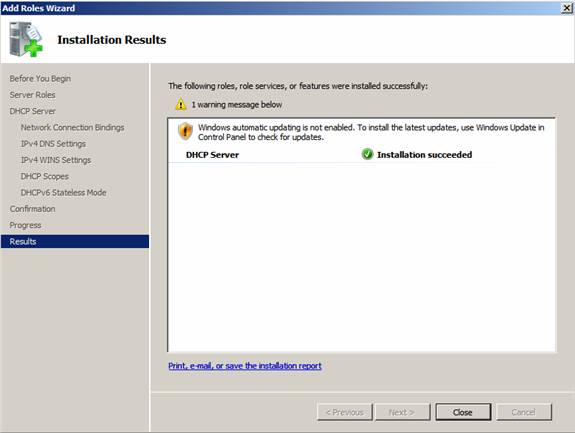 Add Roles Wizard
Installation Results
Before You Begin
Server Roles
DHCP Server
Network Connection Bindings
IPv4 DNS Settings
IPv4 WINS Settings
DHCP Scopes
DHCPv6 Stateless Mode
Confirmation
Progress
Results
The following roles, role services, or features were installed successfully:
1 warning message below
Windows automatic updating is not enabled. To install the latest updates, use Windows Update in
Control Panel to check for updates.
DHCP Server Installation succeeded
Print, e-mail, or save the installation report
< Previous Next > Close Cancel